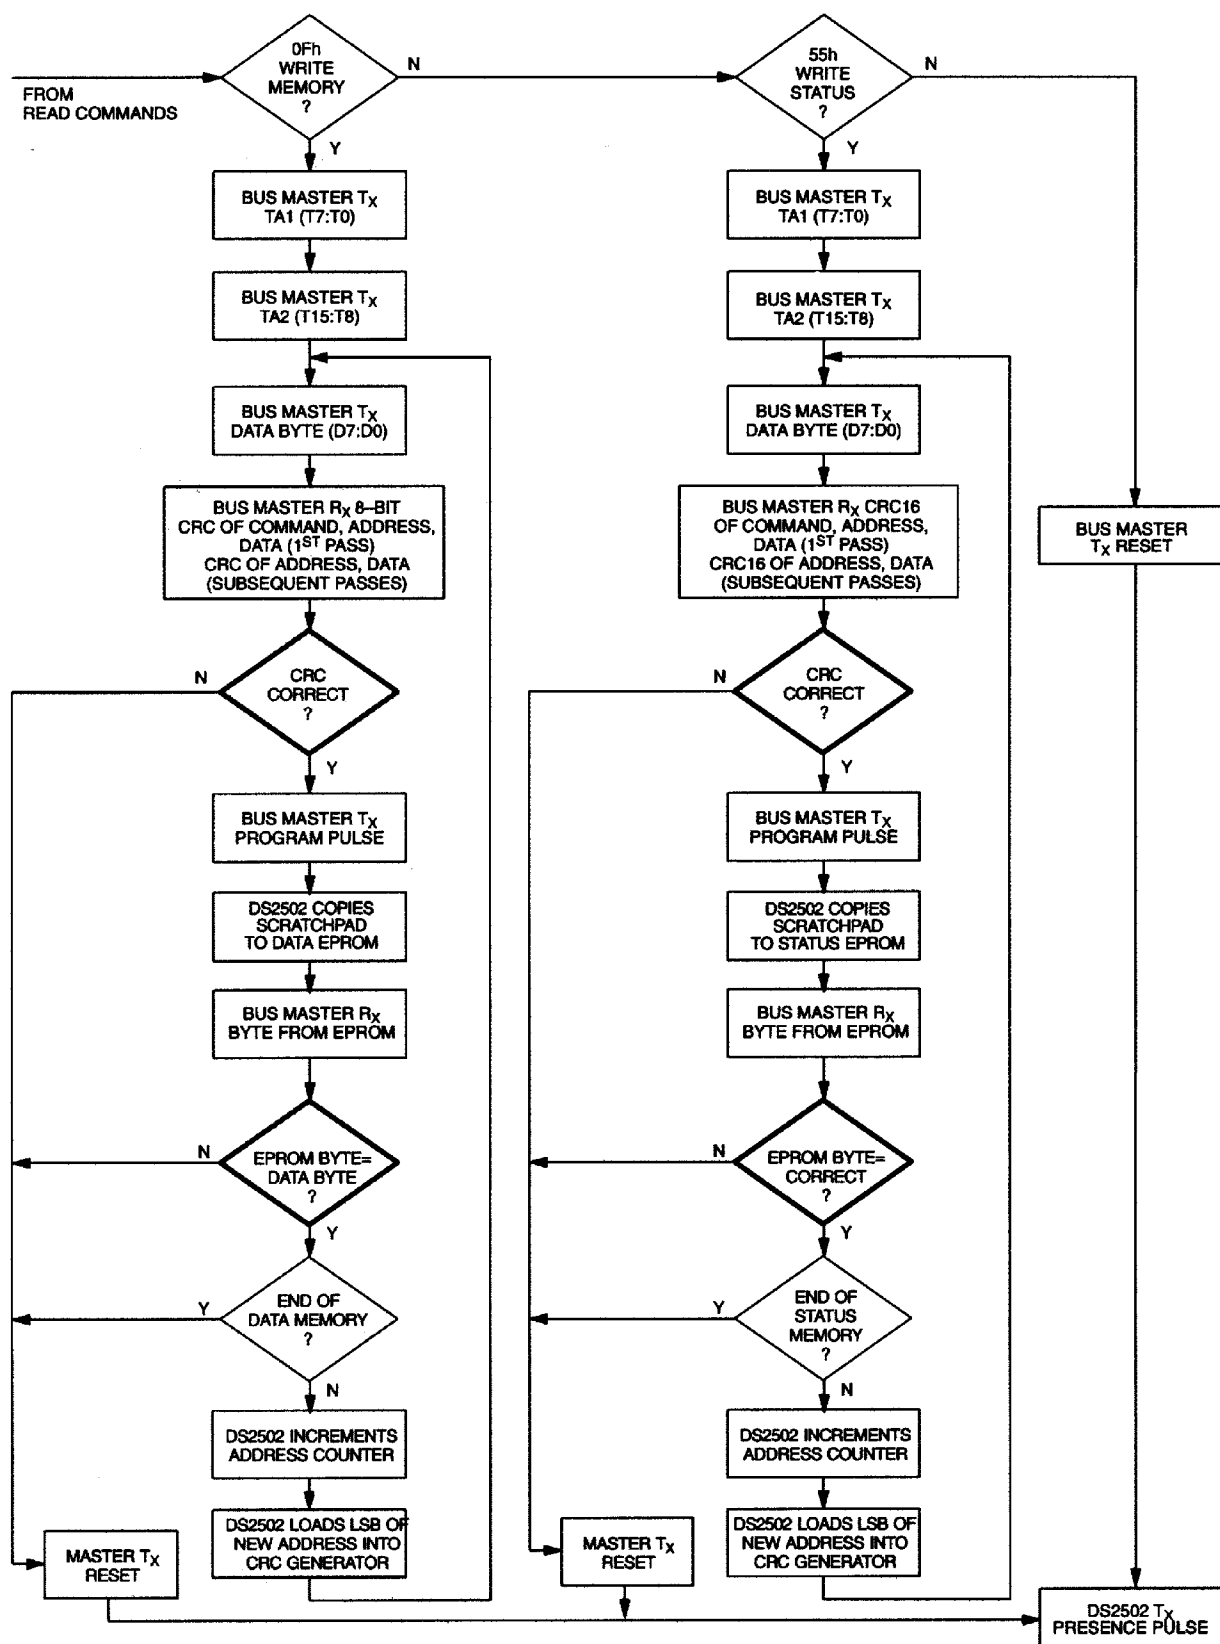 0Fh
WRITE
MEMORY
?
N
55h
WRITE
STATUS
?
N
FROM
READ COMMANDS
Y
Y
BUS MASTER TX
TA1 (T7:T0)
BUS MASTER TX
TA1 (T7:T0)
BUS MASTER TX
TA2 (T15:T8)
BUS MASTER TX
TA2 (T15:T8)
BUS MASTER TX
DATA BYTE (D7:D0)
BUS MASTER TX
DATA BYTE (D7:D0)
BUS MASTER RX 8–BIT
CRC OF COMMAND, ADDRESS,
DATA (1ST PASS)
CRC OF ADDRESS, DATA
(SUBSEQUENT PASSES)
BUS MASTER RX CRC16
OF COMMAND, ADDRESS,
DATA (1ST PASS)
CRC16 OF ADDRESS, DATA
(SUBSEQUENT PASSES)
BUS MASTER
TX RESET
N
CRC
CORRECT
?
Y
N
CRC
CORRECT
?
Y
BUS MASTER TX
PROGRAM PULSE
BUS MASTER TX
PROGRAM PULSE
DS2502 COPIES
SCRATCHPAD
TO DATA EPROM
DS2502 COPIES
SCRATCHPAD
TO STATUS EPROM
BUS MASTER RX
BYTE FROM EPROM
BUS MASTER RX
BYTE FROM EPROM
N
EPROM BYTE=
DATA BYTE
?
Y
N
EPROM BYTE=
CORRECT
?
Y
Y
END OF
DATA MEMORY
?
N
Y
END OF
STATUS
MEMORY
?
N
DS2502 INCREMENTS
ADDRESS COUNTER
DS2502 INCREMENTS
ADDRESS COUNTER
MASTER TX
RESET
DS2502 LOADS LSB OF
NEW ADDRESS INTO
CRC GENERATOR
MASTER TX
RESET
DS2502 LOADS LSB OF
NEW ADDRESS INTO
CRC GENERATOR
DS2502 TX
PRESENCE PULSE